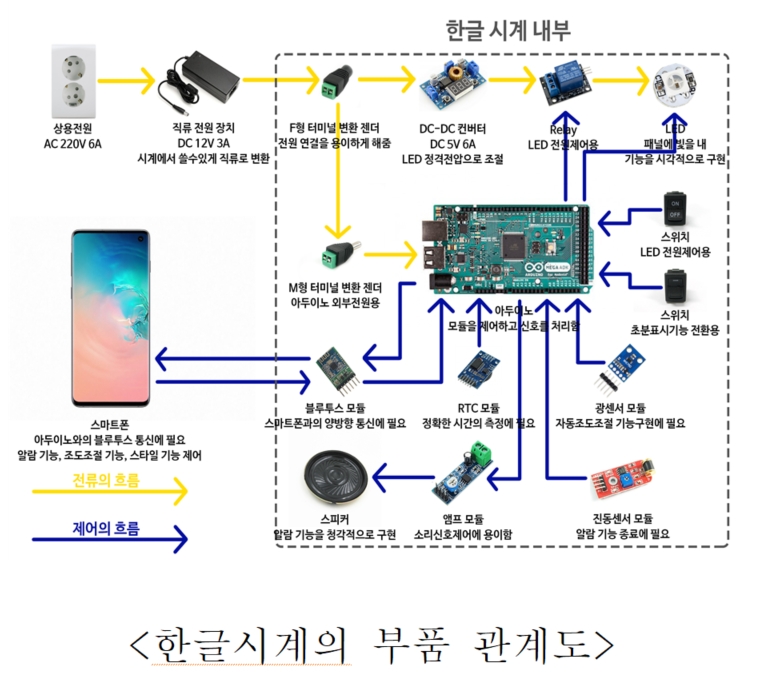 한글 시계 내부
상용전원
AC 220V 6A
직류 전원 장치
DC 12V 3A
시계에서 쓸수있게 직류로 변환
F형 터미널 변환 젠더
전원 연결을 용이하게 해줌
DC-DC 컨버터
DC 5V 6A
LED 정격전압으로 조절
Relay
LED 전원제어용
LED
패널에 빛을 내
기능을 시각적으로 구현
ON
OFF
스위치
LED 전원제어용
M형 터미널 변환 젠더
아두이노 외부전원용
아두이노
모듈을 제어하고 신호를 처리함
스위치
초분표시기능 전환용
스마트폰
아두이노와의 블루투스 통신에 필요
알람 기능, 조도조절 기능, 스타일 기능 제어
블루투스 모듈
스마트폰과의 양방향 통신에 필요
RTC 모듈
정확한 시간의 측정에 필요
광센서 모듈
자동조도조절 기능구현에 필요
전류의 흐름
제어의 흐름
스피커
알람 기능을 청각적으로 구현
앰프 모듈
소리신호제어에 용이함
진동센서 모듈
알람 기능 종료에 필요
<한글시계의 부품 관계도>